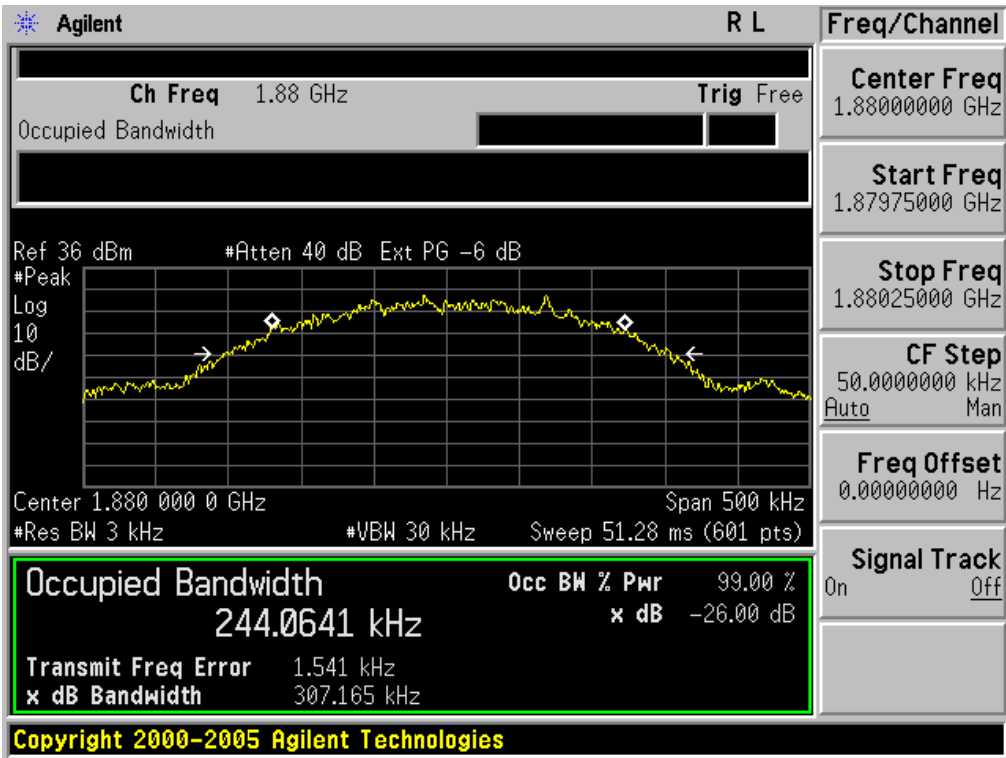 Agilent R L Freq/Channel
Ch Freq 1.88 GHz Trig Free
Occupied Bandwidth
Center Freq
1.88000000 GHz
Start Freq
1.87975000 GHz
Stop Freq
1.88025000 GHz
CF Step
50.0000000 kHz
Auto Man
Freq Offset
0.00000000 Hz
Signal Track
On Off
Ref 36 dBm #Atten 40 dB Ext PG -6 dB
#Peak
Log
10
dB/
Center 1.880 000 0 GHz Span 500 kHz
#Res BW 3 kHz #VBW 30 kHz Sweep 51.28 ms (601 pts)
Occupied Bandwidth Occ BW % Pwr 99.00 %
244.0641 kHz x dB -26.00 dB
Transmit Freq Error 1.541 kHz
x dB Bandwidth 307.165 kHz
Copyright 2000-2005 Agilent Technologies